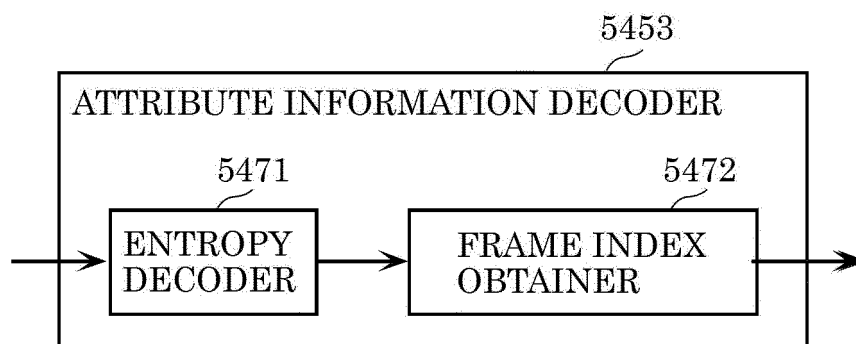 5453
ATTRIBUTE INFORMATION DECODER
5471
5472
ENTROPY
DECODER
FRAME INDEX
OBTAINER